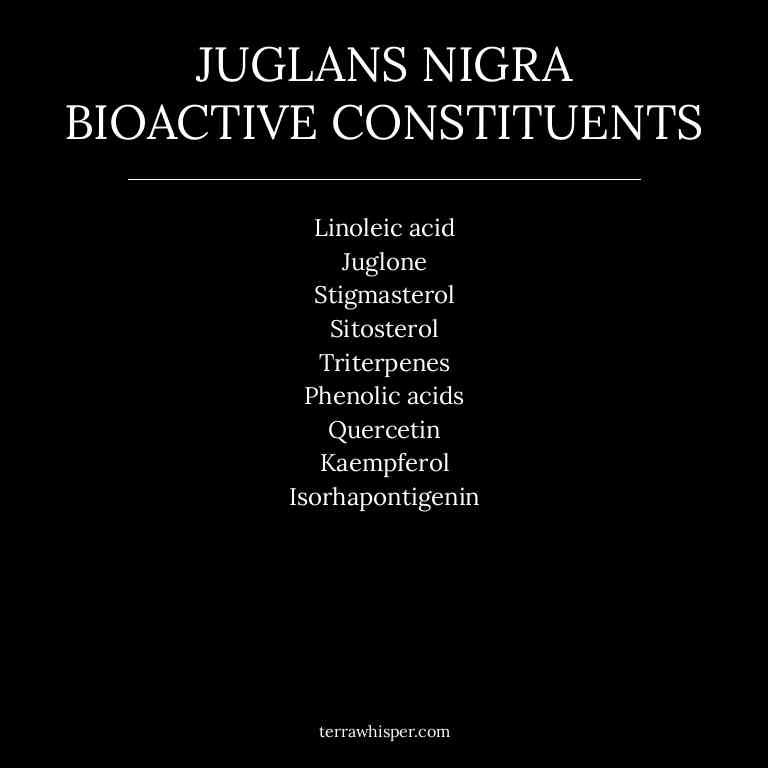 JUGLANS NIGRA
BIOACTIVE CONSTITUENTS
Linoleic acid
Juglone
Stigmasterol
Sitosterol
Triterpenes
Phenolic acids
Quercetin
Kaempferol
Isorhapontigenin
terrawhisper.com